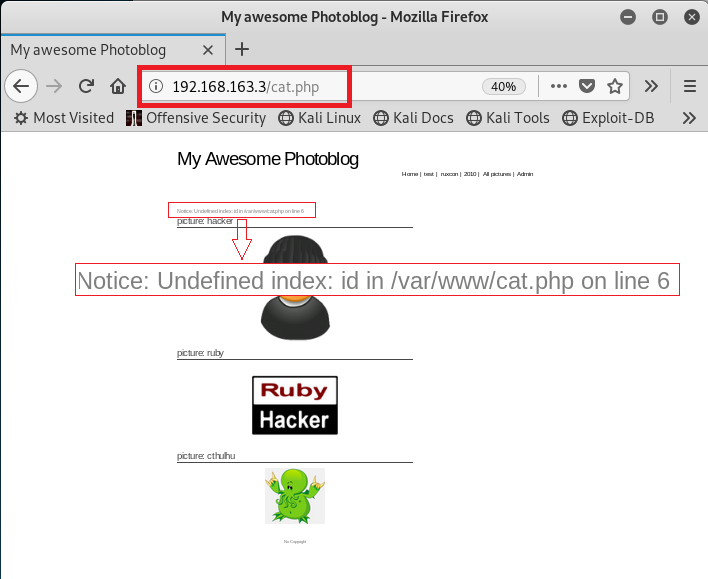 My awesome Photoblog - Mozilla Firefox
My awesome Photoblog
192.168.163.3/cat.php 40%
Most Visited Offensive Security Kali Linux Kali Docs Kali Tools Exploit-DB
My Awesome Photoblog
Home | test | ruxcon | 2010 | All pictures | Admin
Notice: Undefined index: id in /var/www/cat.php on line 6
picture: hacker
Notice: Undefined index: id in /var/www/cat.php on line 6
picture: ruby
Ruby
Hacker
picture: cthulhu
No Copyright